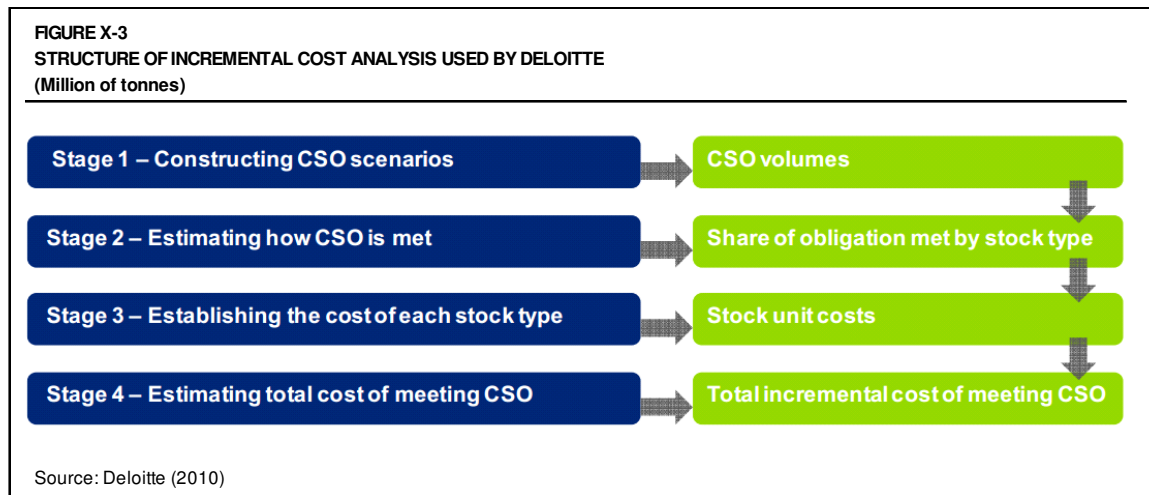 FIGURE X-3
STRUCTURE OF INCREMENTAL COST ANALYSIS USED BY DELOITTE
(Million of tonnes)
Stage 1 – Constructing CSO scenarios
CSO volumes
Stage 2 – Estimating how CSO is met
Share of obligation met by stock type
Stage 3 – Establishing the cost of each stock type
Stock unit costs
Stage 4 – Estimating total cost of meeting CSO
Total incremental cost of meeting CSO
Source: Deloitte (2010)